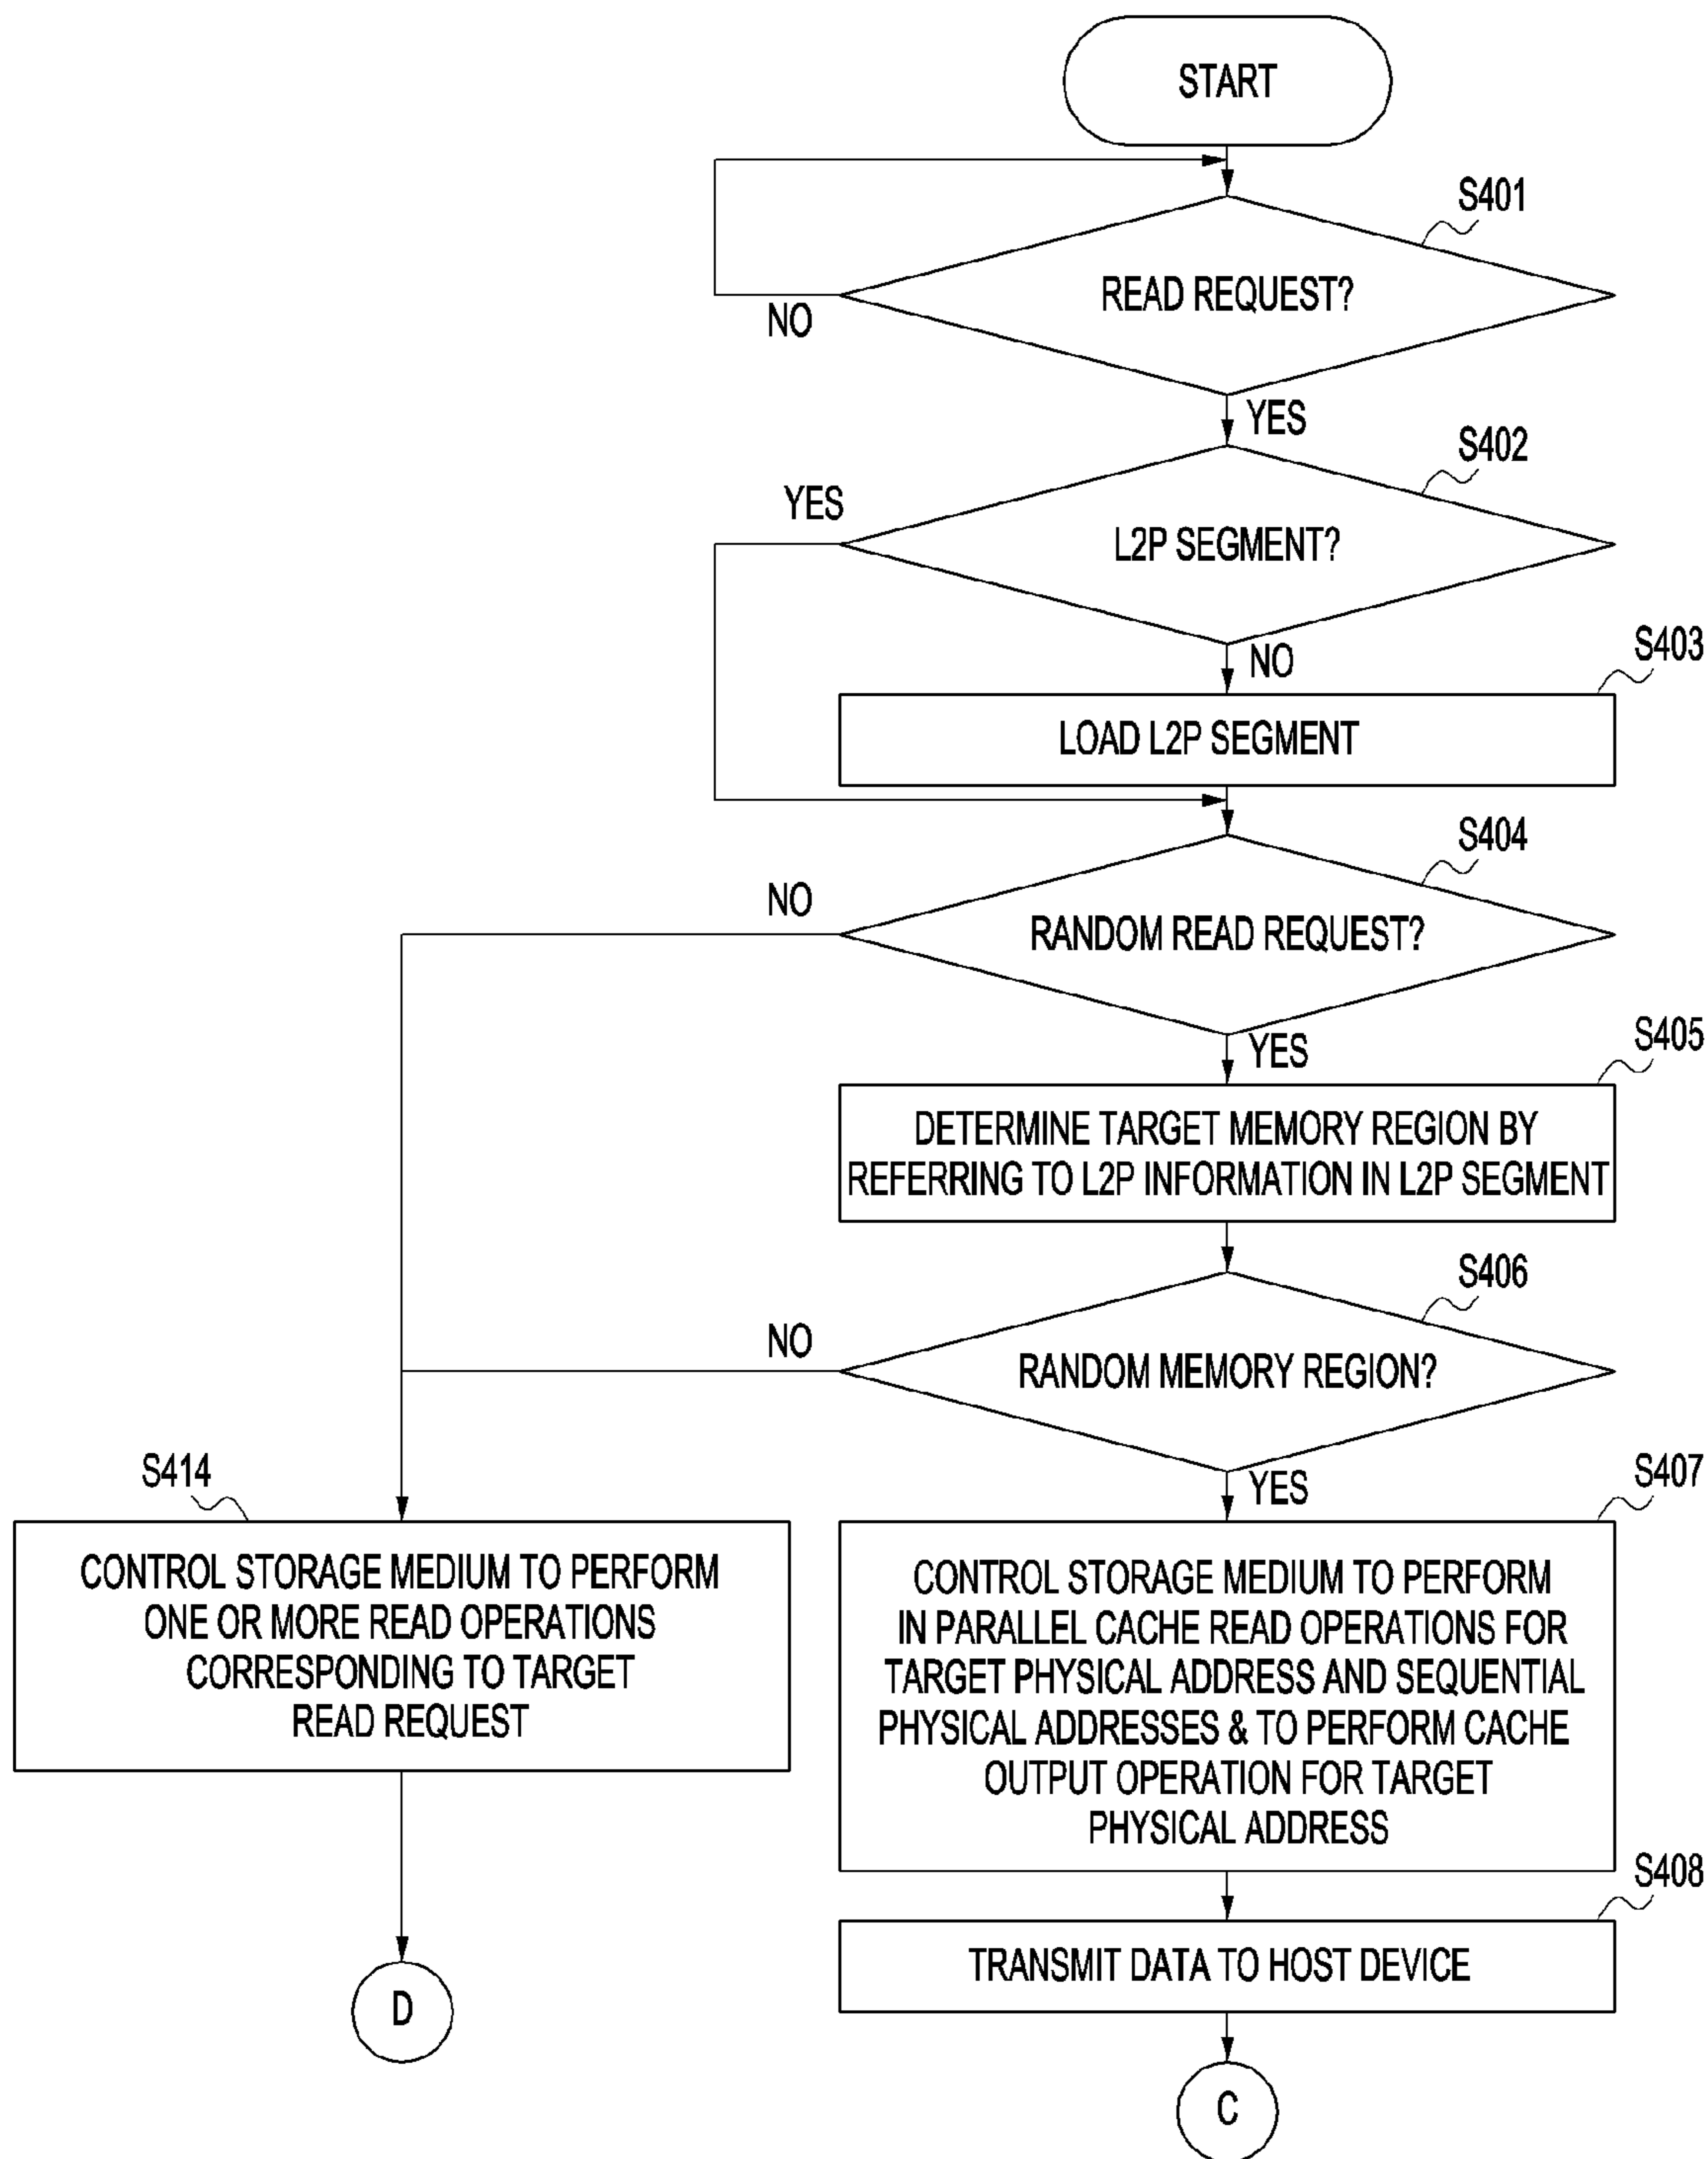 START
S401
READ REQUEST?
NO
YES
S402
YES
L2P SEGMENT?
NO
S403
LOAD L2P SEGMENT
S404
NO
RANDOM READ REQUEST?
YES
S405
DETERMINE TARGET MEMORY REGION BY
REFERRING TO L2P INFORMATION IN L2P SEGMENT
S406
NO
RANDOM MEMORY REGION?
YES
S414
CONTROL STORAGE MEDIUM TO PERFORM
ONE OR MORE READ OPERATIONS
CORRESPONDING TO TARGET
READ REQUEST
S407
CONTROL STORAGE MEDIUM TO PERFORM
IN PARALLEL CACHE READ OPERATIONS FOR
TARGET PHYSICAL ADDRESS AND SEQUENTIAL
PHYSICAL ADDRESSES & TO PERFORM CACHE
OUTPUT OPERATION FOR TARGET
PHYSICAL ADDRESS
S408
TRANSMIT DATA TO HOST DEVICE
D
C